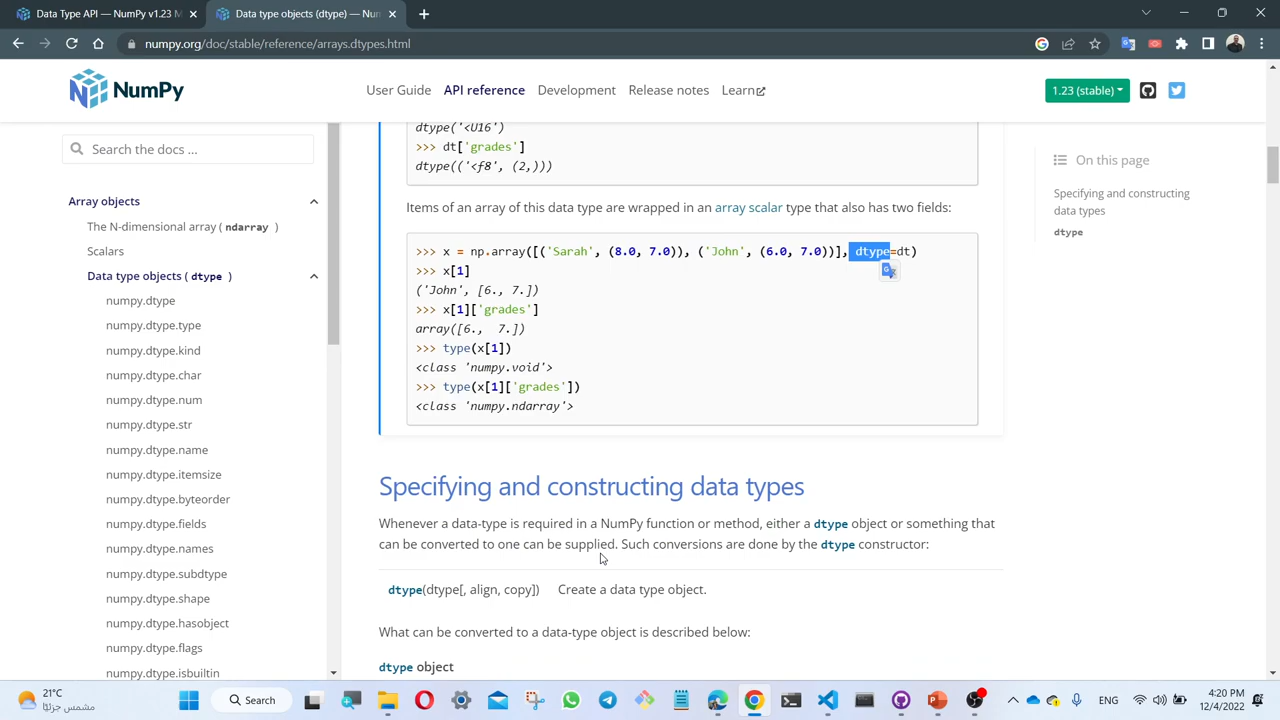 Data Type API — NumPy v1.23 M
Data type objects (dtype) — Nu
numpy.org/doc/stable/reference/arrays.dtypes.html
NumPy
User Guide
API reference
Development
Release notes
Learn
1.23 (stable)
Search the docs ...
Array objects
The N-dimensional array ( ndarray )
Scalars
Data type objects ( dtype )
numpy.dtype
numpy.dtype.type
numpy.dtype.kind
numpy.dtype.char
numpy.dtype.num
numpy.dtype.str
numpy.dtype.name
numpy.dtype.itemsize
numpy.dtype.byteorder
numpy.dtype.fields
numpy.dtype.names
numpy.dtype.subdtype
numpy.dtype.shape
numpy.dtype.hasobject
numpy.dtype.flags
numpy.dtype.isbuiltin
dtype('<U16')
>>> dt['grades']
dtype(('<f8', (2,)))
Items of an array of this data type are wrapped in an array scalar type that also has two fields:
>>> x = np.array([('Sarah', (8.0, 7.0)), ('John', (6.0, 7.0))], dtype=dt)
>>> x[1]
('John', [6., 7.])
>>> x[1]['grades']
array([6., 7.])
>>> type(x[1])
<class 'numpy.void'>
>>> type(x[1]['grades'])
<class 'numpy.ndarray'>
Specifying and constructing data types
Whenever a data-type is required in a NumPy function or method, either a dtype object or something that
can be converted to one can be supplied. Such conversions are done by the dtype constructor:
dtype(dtype[, align, copy]) Create a data type object.
What can be converted to a data-type object is described below:
dtype object
On this page
Specifying and constructing
data types
dtype
21°C
مشمس جزئيًا
Search
ENG
4:20 PM
12/4/2022